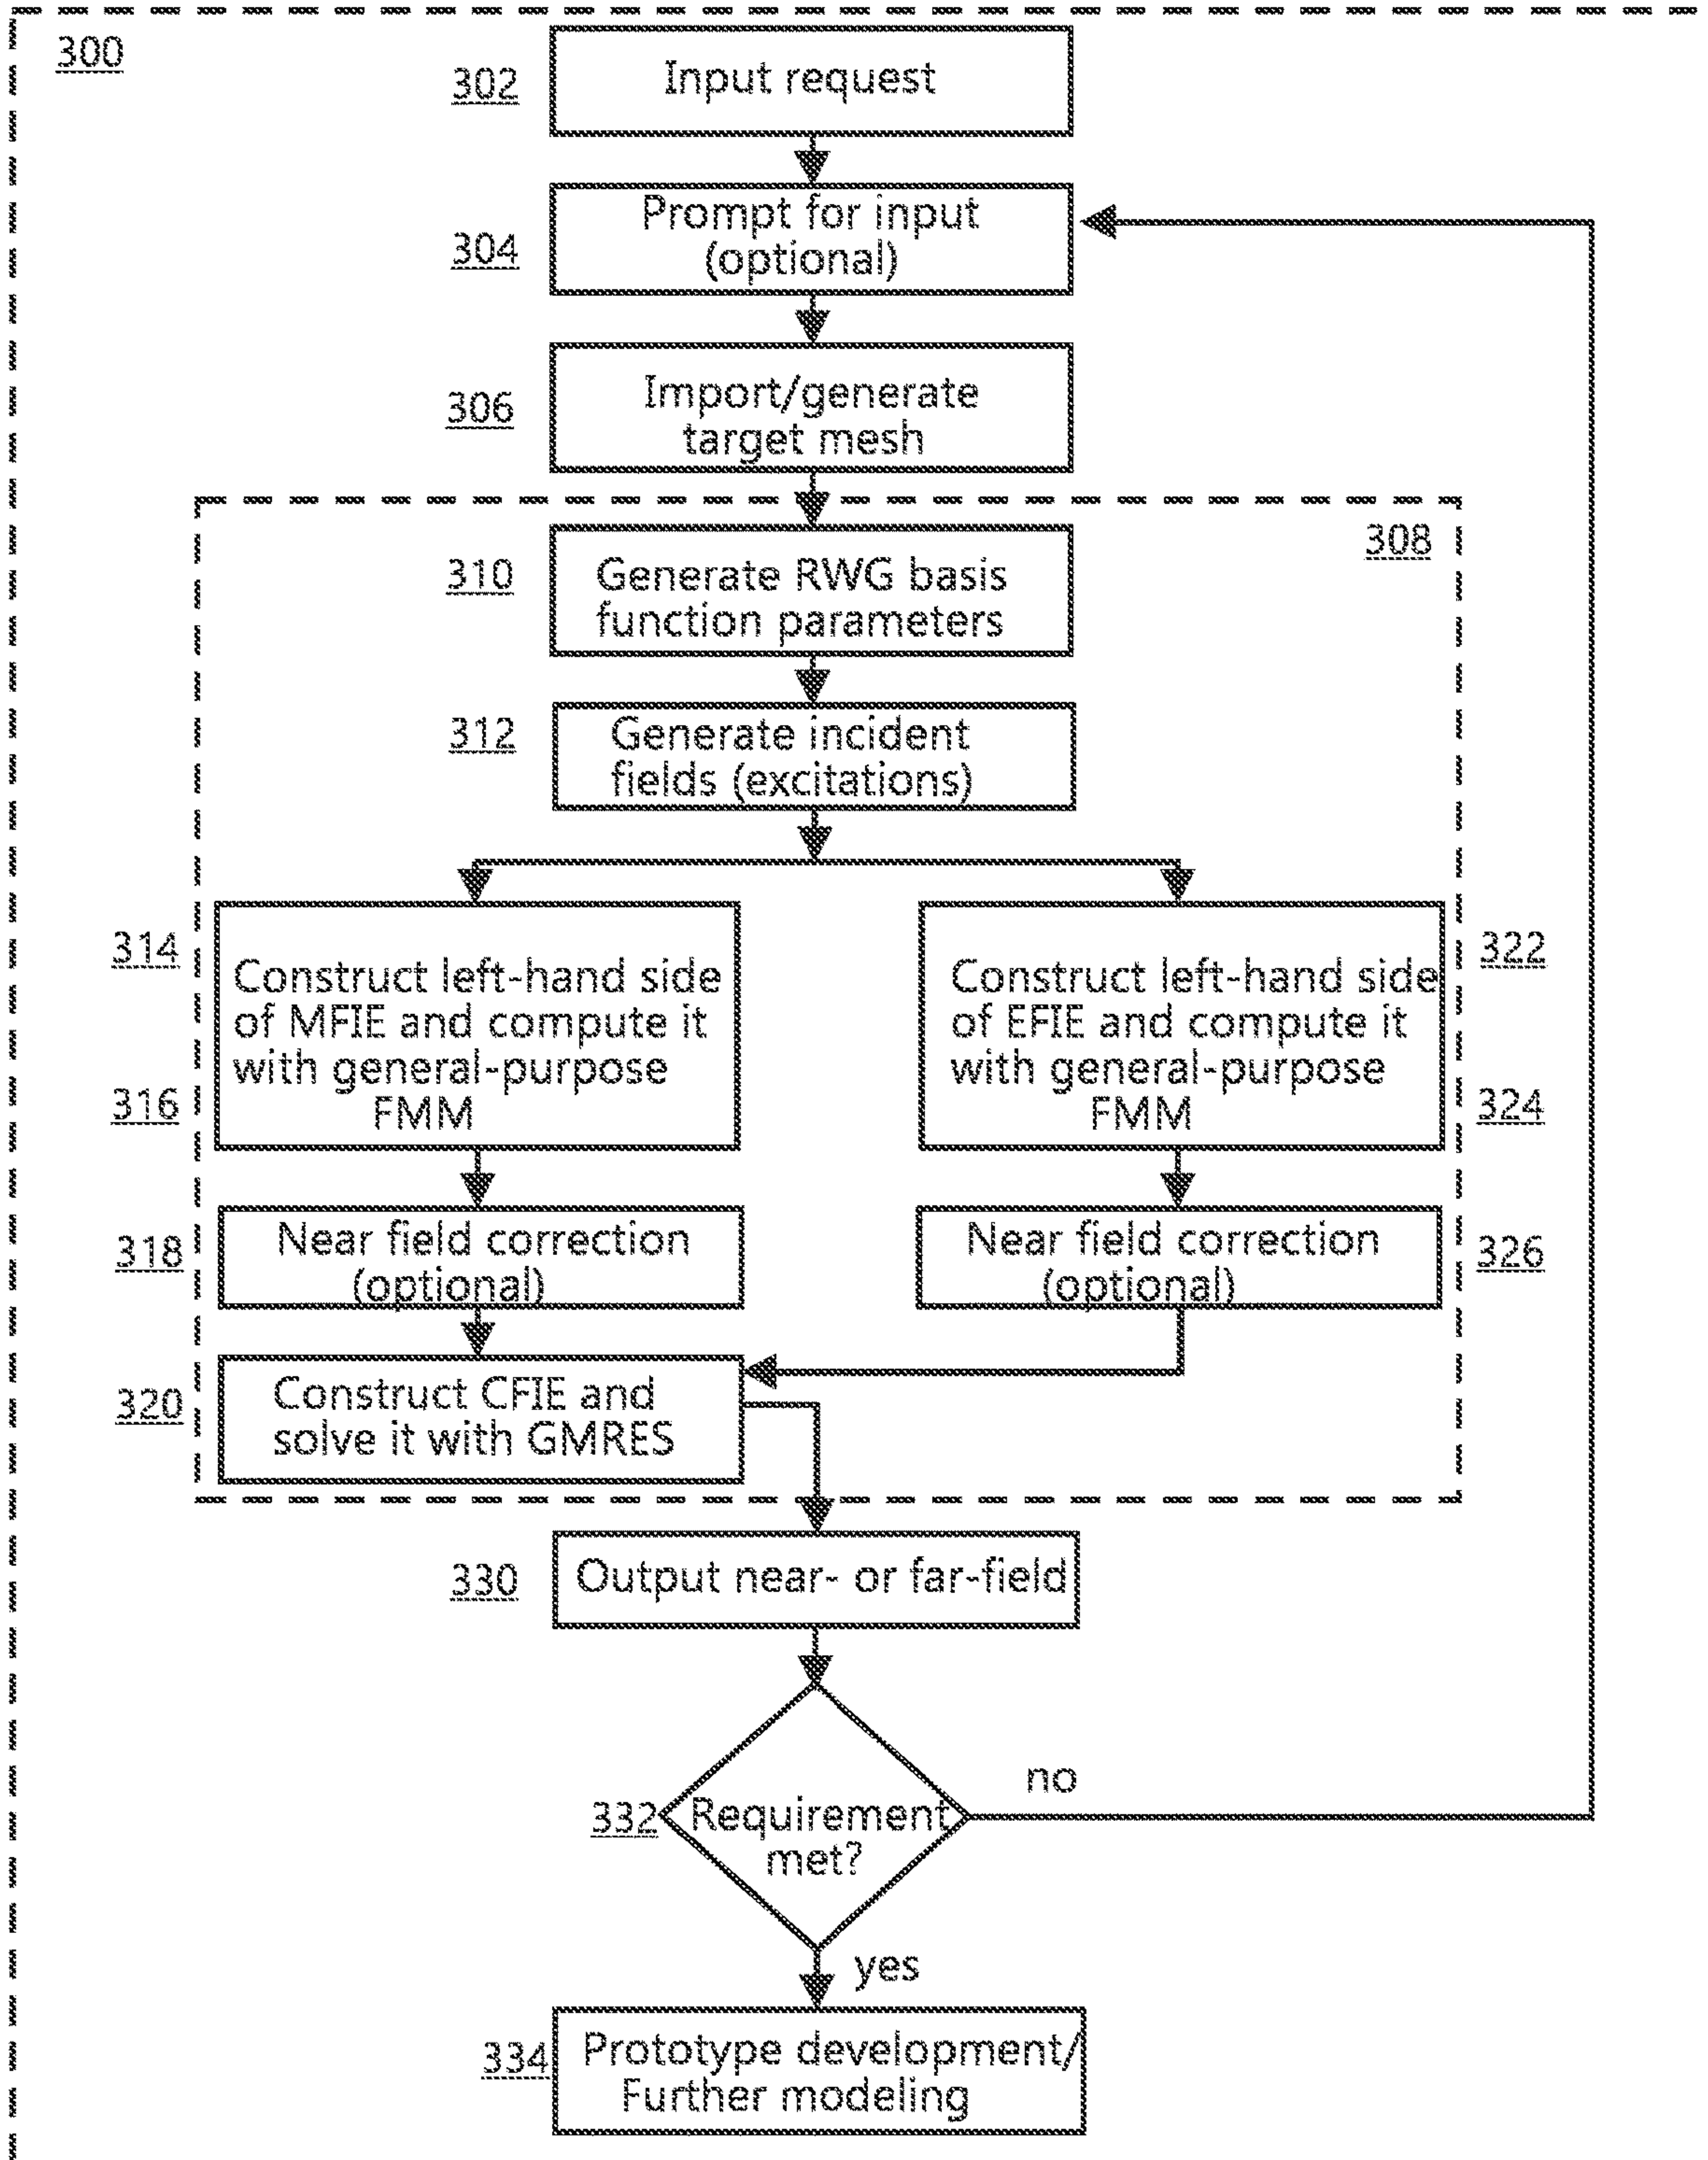 300
302
Input request
304
Prompt for input
(optional)
306
Import/generate
target mesh
308
310
Generate RWG basis
function parameters
312
Generate incident
fields (excitations)
314
Construct left-hand side
of MFIE and compute it
with general-purpose
316
FMM
322
Construct left-hand side
of EFIE and compute it
with general-purpose
324
FMM
318
Near field correction
(optional)
326
Near field correction
(optional)
320
Construct CFIE and
solve it with GMRES
330
Output near- or far-field
332
Requirement
met?
no
yes
334
Prototype development/
Further modeling